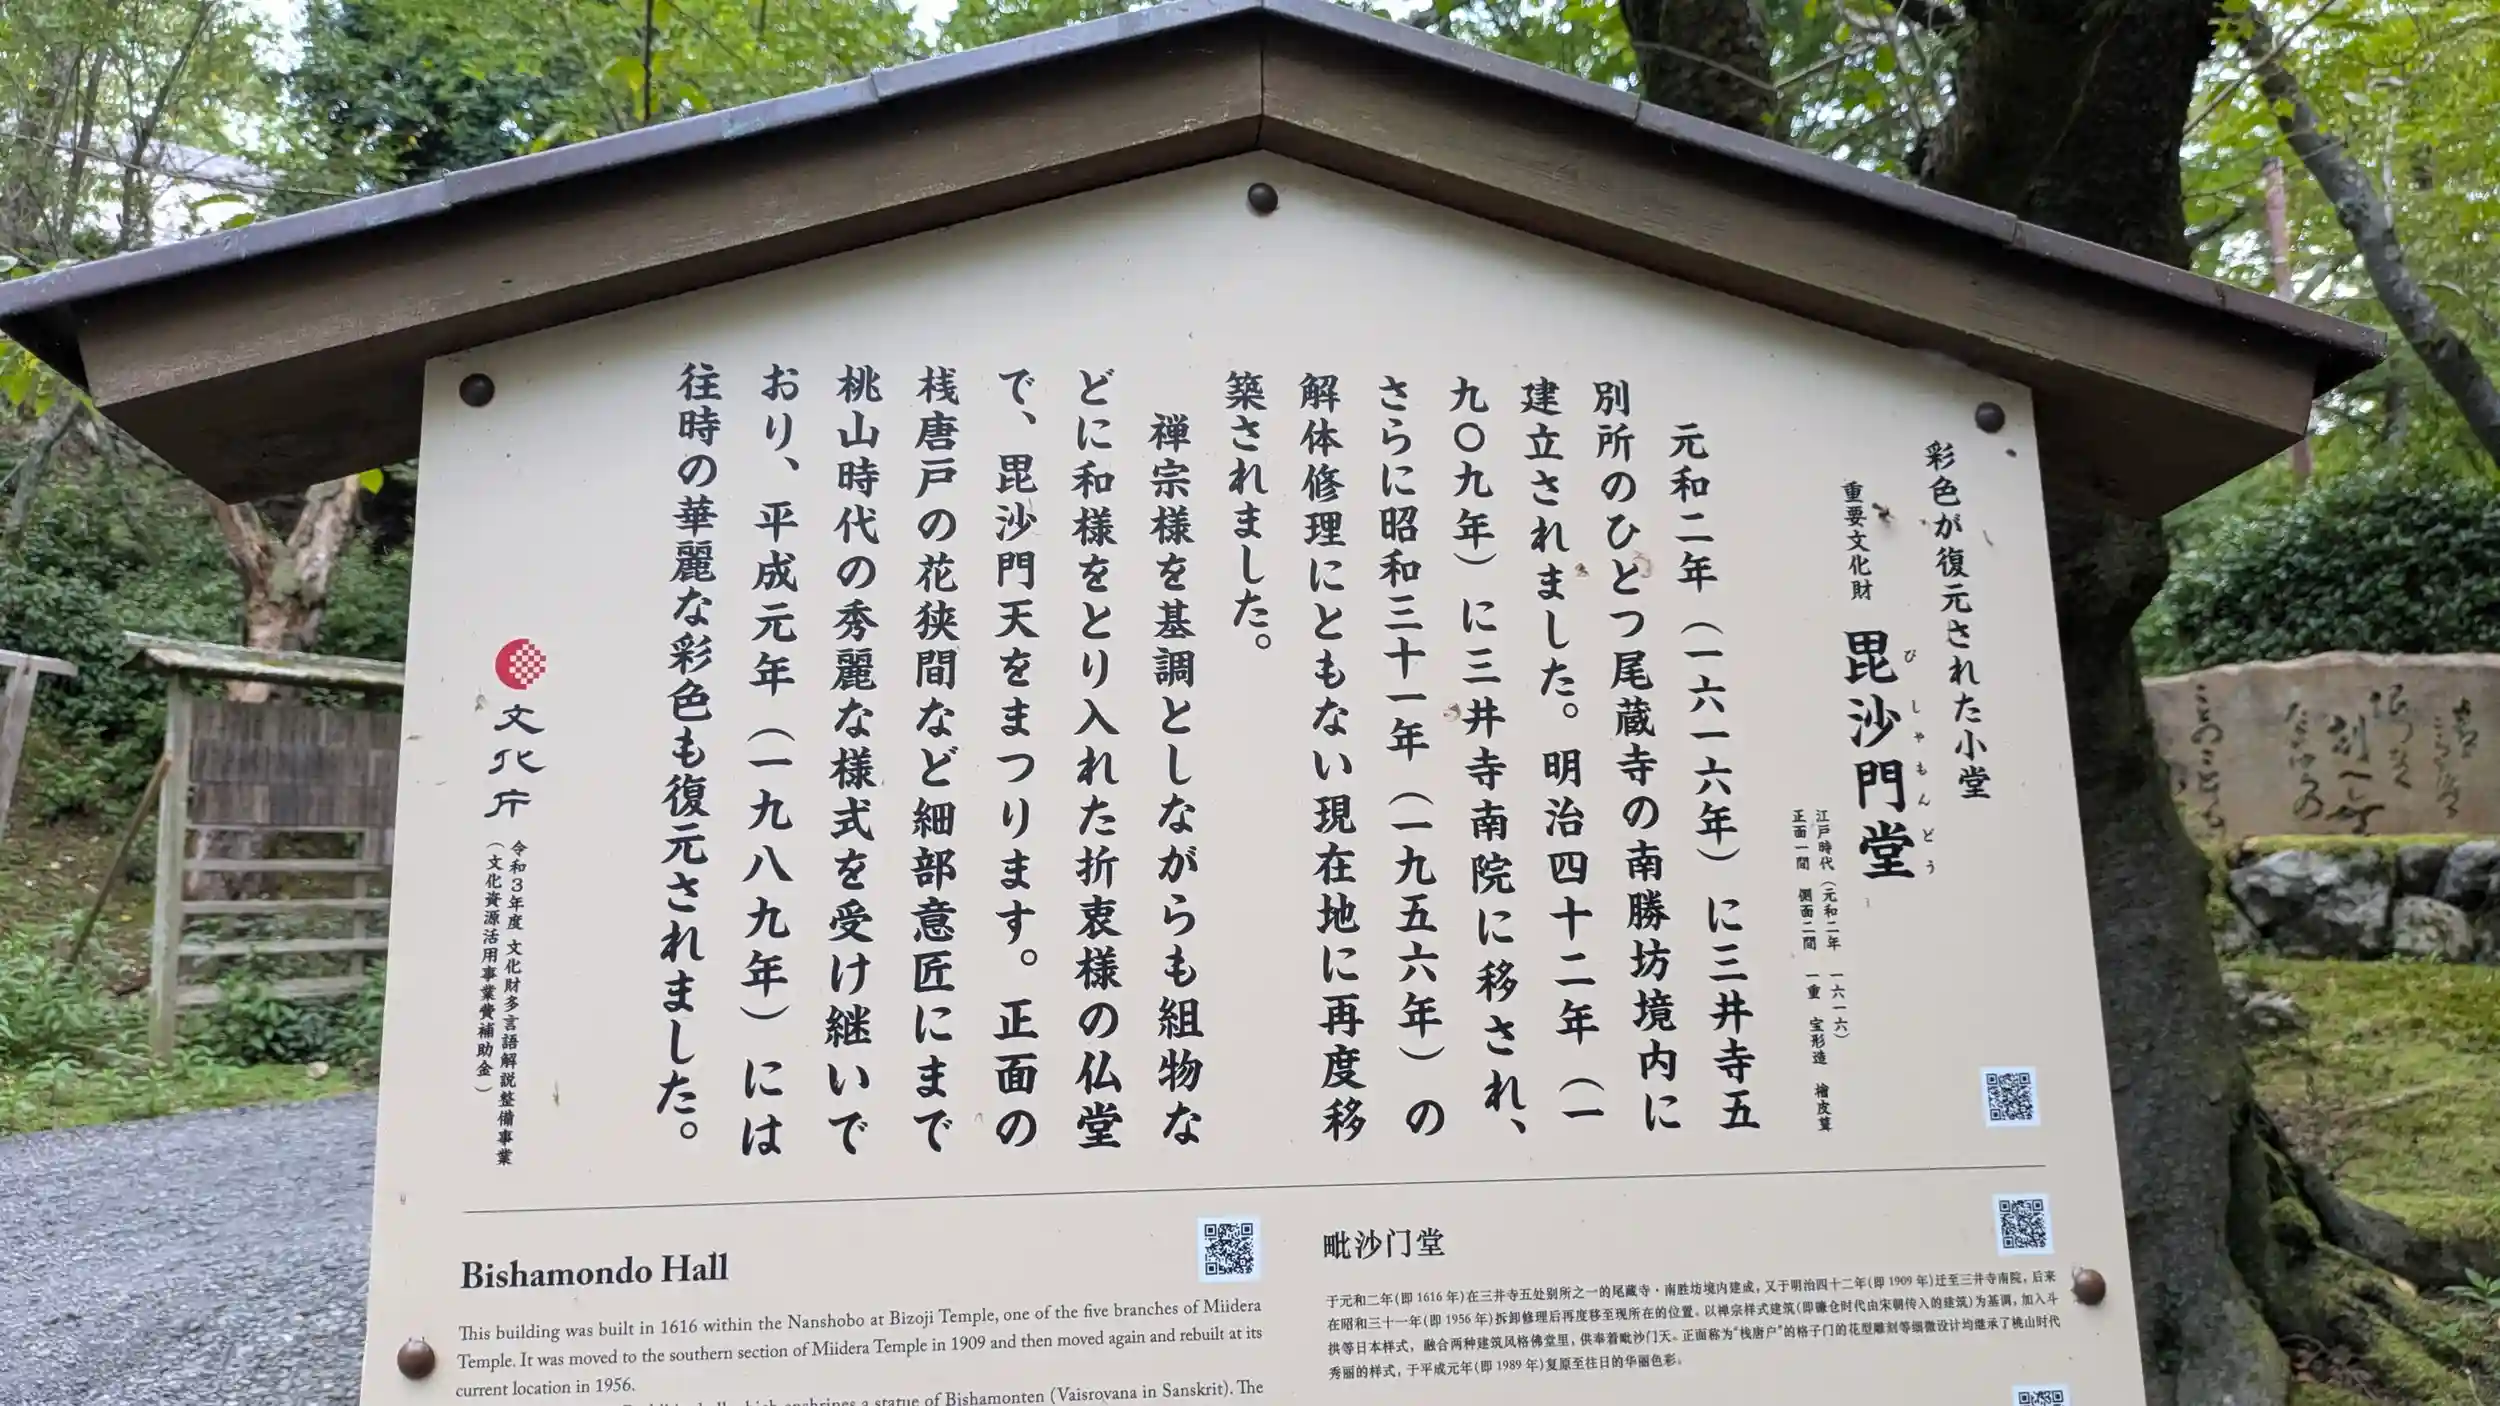 彩色が復元された小堂
重要文化財 毘沙門堂
びしゃもんどう
江戸時代（元和二年 一六一六）
正面一間 側面二間 一重 宝形造 檜皮葺
元和二年（一六一六年）に三井寺五
別所のひとつ尾蔵寺の南勝坊境内に
建立されました。明治四十二年（一
九〇九年）に三井寺南院に移され、
さらに昭和三十一年（一九五六年）の
解体修理にともない現在地に再度移
築されました。
禅宗様を基調としながらも組物な
どに和様をとり入れた折衷様の仏堂
で、毘沙門天をまつります。正面の
桟唐戸の花狭間など細部意匠にまで
桃山時代の秀麗な様式を受け継いで
おり、平成元年（一九八九年）には
往時の華麗な彩色も復元されました。
文化庁
令和3年度 文化財多言語解説整備事業
（文化資源活用事業費補助金）
Bishamondo Hall
This building was built in 1616 within the Nanshobo at Bizoji Temple, one of the five branches of Miidera
Temple. It was moved to the southern section of Miidera Temple in 1909 and then moved again and rebuilt at its
current location in 1956.
enshrines a statue of Bishamonten (Vaisrovana in Sanskrit). The
毗沙门堂
于元和二年(即 1616 年)在三井寺五处别所之一的尾藏寺·南胜坊境内建成，又于明治四十二年(即 1909 年)迁至三井寺南院，后来
在昭和三十一年(即 1956 年)拆卸修理后再度移至现所在的位置。以禅宗样式建筑(即镰仓时代由宋朝传入的建筑)为基调，加入斗
拱等日本样式，融合两种建筑风格佛堂里，供奉着毗沙门天。正面称为“栈唐户”的格子门的花型雕刻等细微设计均继承了桃山时代
秀丽的样式，于平成元年(即 1989 年)复原至往日的华丽色彩。